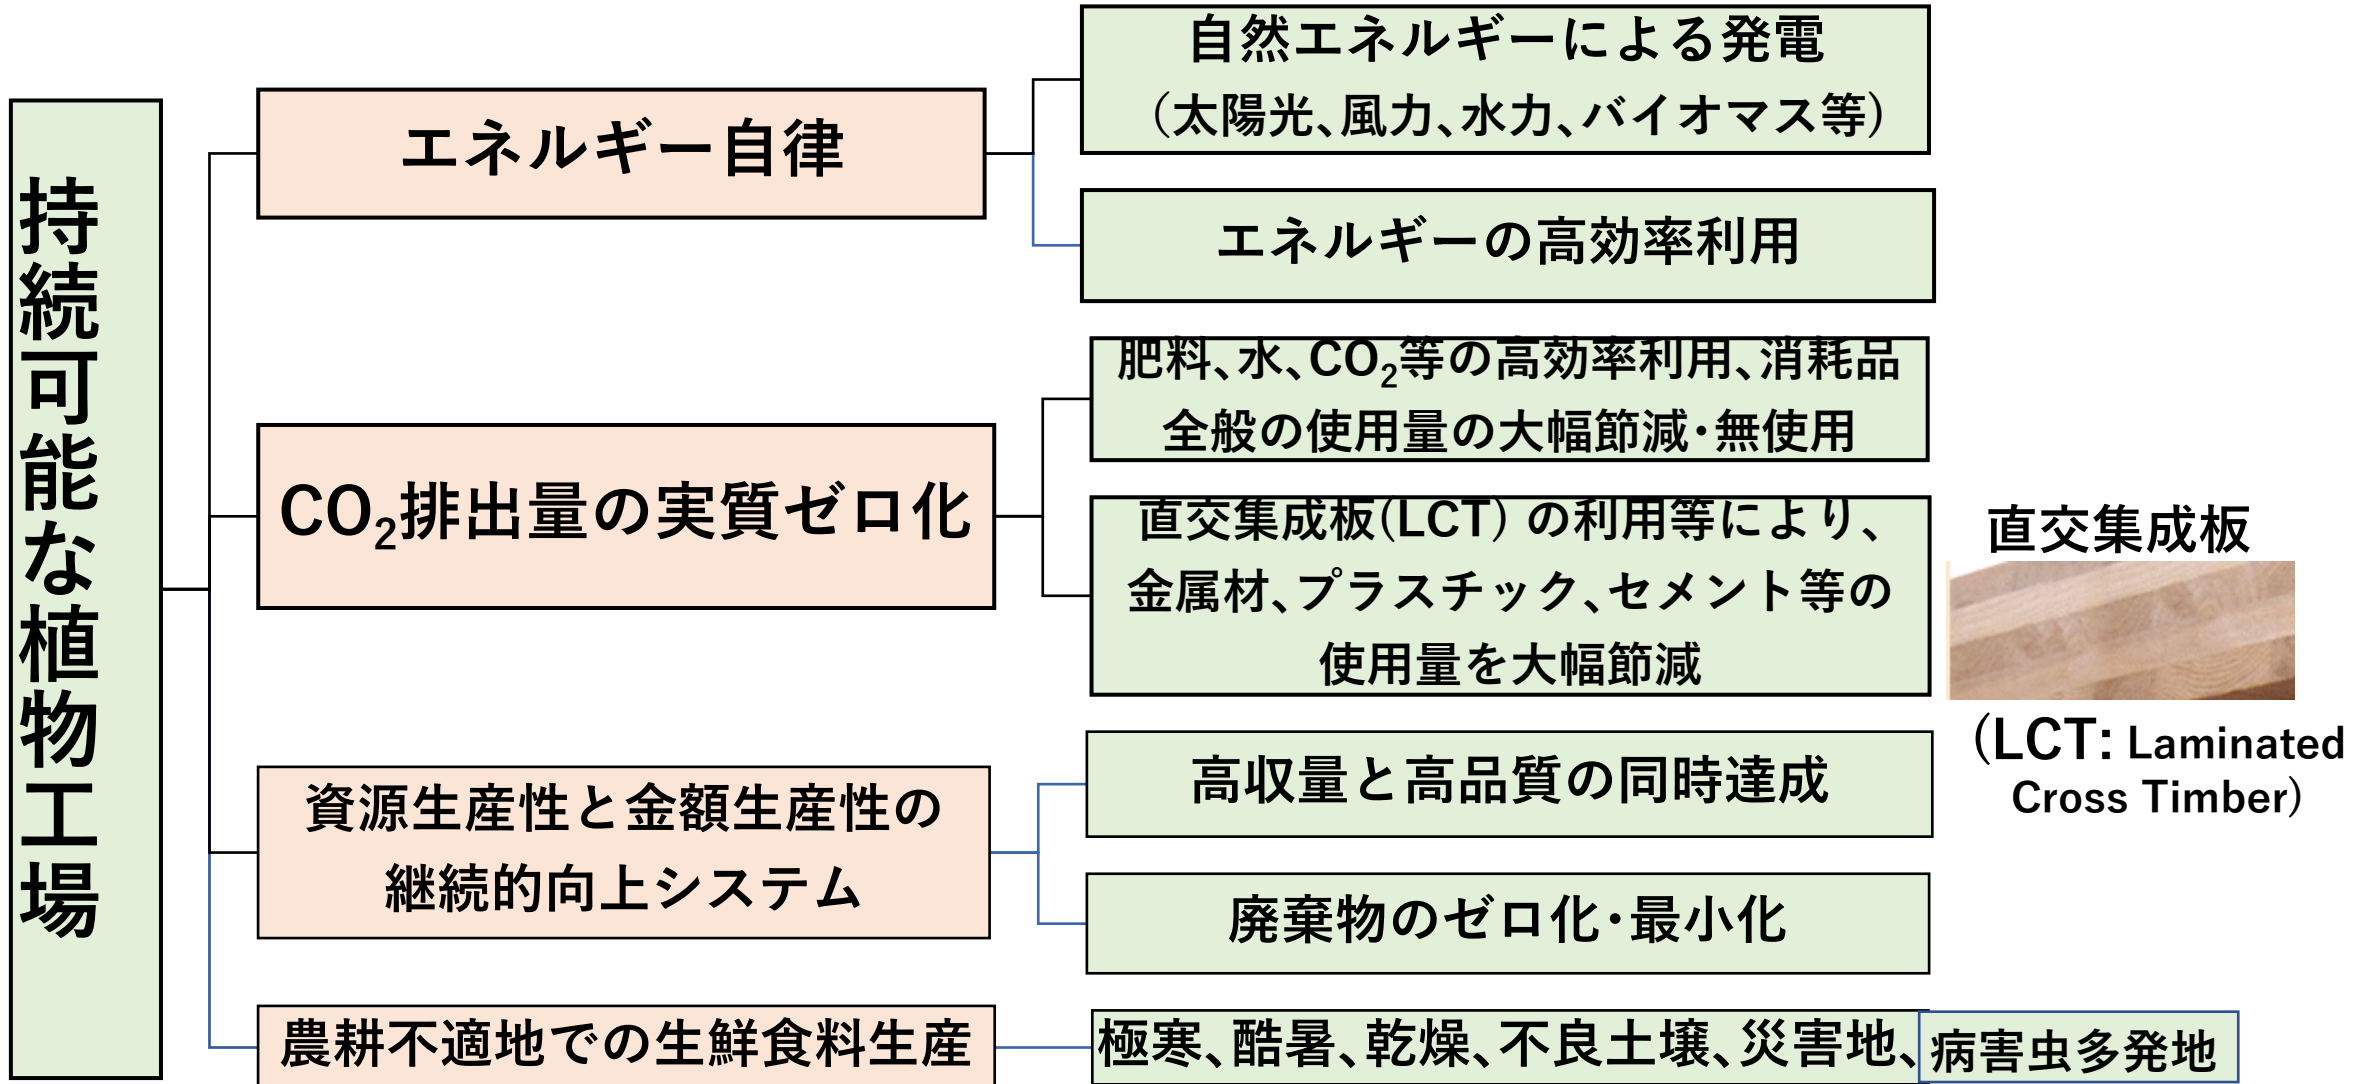 持続可能な植物工場
エネルギー自律
自然エネルギーによる発電
（太陽光、風力、水力、バイオマス等）
エネルギーの高効率利用
CO₂排出量の実質ゼロ化
肥料、水、CO₂等の高効率利用、消耗品
全般の使用量の大幅節減・無使用
直交集成板(LCT) の利用等により、
金属材、プラスチック、セメント等の
使用量を大幅節減
直交集成板
（LCT: Laminated
Cross Timber）
資源生産性と金額生産性の
継続的向上システム
高収量と高品質の同時達成
廃棄物のゼロ化・最小化
農耕不適地での生鮮食料生産
極寒、酷暑、乾燥、不良土壌、災害地、
病害虫多発地